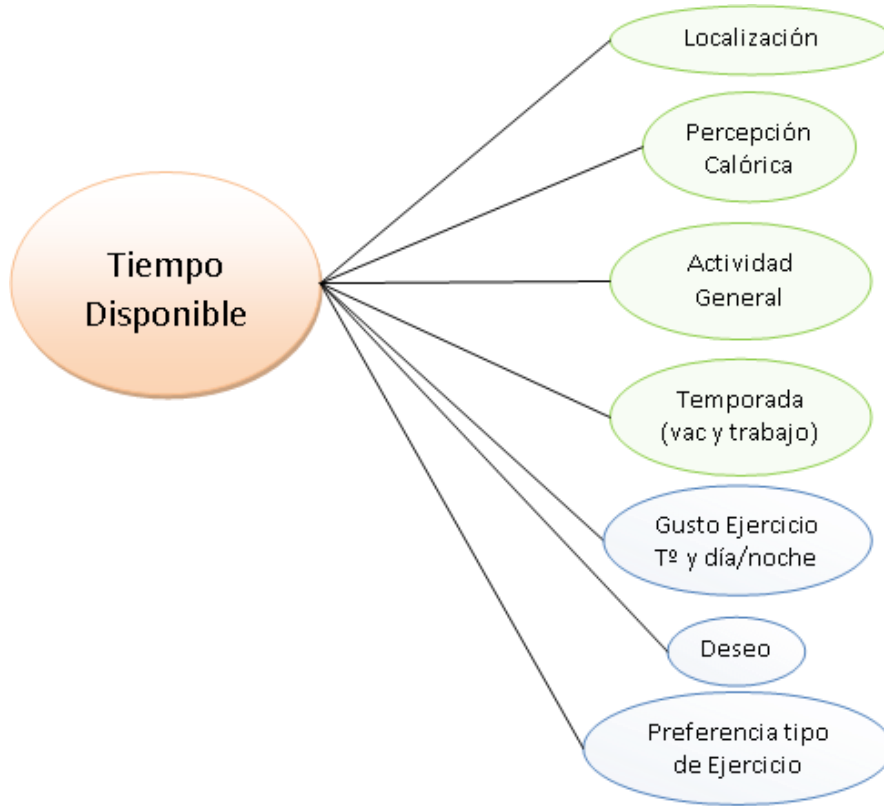 Localización
Percepción
Calórica
Tiempo
Disponible
Actividad
General
Temporada
(vac y trabajo)
Gusto Ejercicio
Tº y día/noche
Deseo
Preferencia tipo
de Ejercicio